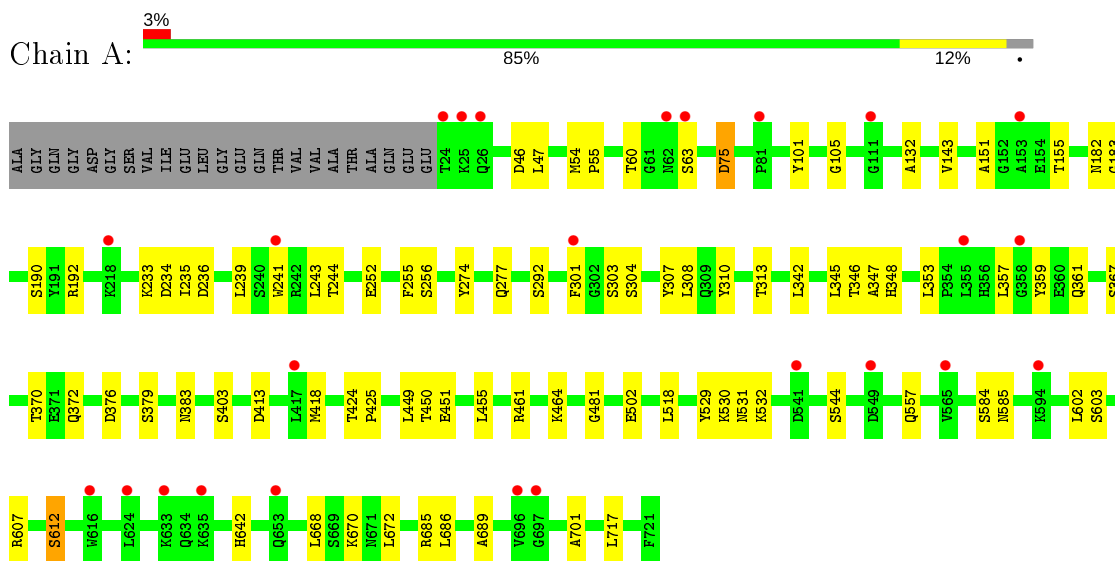 3%
Chain A:
85% 12% •
ALA GLY GLN GLY ASP GLY SER VAL ILE GLU LEU GLY GLU GLN THR VAL VAL ALA THR ALA GLN GLU GLU T24 K25 Q26 D46 L47 M54 P55 T60 G61 N62 S63 D75 P81 Y101 G105 G111 A132 V143 A151 G152 A153 E154 T155 N182 G183
S190 Y191 R192 K218 K233 D234 I235 D236 L239 S240 W241 R242 L243 T244 E252 F255 S256 Y274 Q277 S292 F301 G302 S303 S304 Y307 L308 Q309 Y310 T313 L342 L345 T346 A347 H348 L353 P354 L355 H356 L357 G358 Y359 E360 Q361 S367
T370 E371 Q372 D376 S379 N383 S403 D413 L417 M418 T424 P425 L449 T450 E451 L455 R461 K464 G481 E502 L518 Y529 K530 N531 K532 D541 S544 D549 Q557 V565 S584 N585 K594 L602 S603
R607 S612 W616 L624 K633 Q634 K635 H642 Q653 L668 S669 K670 N671 L672 R685 L686 A689 V696 G697 A701 L717 F721